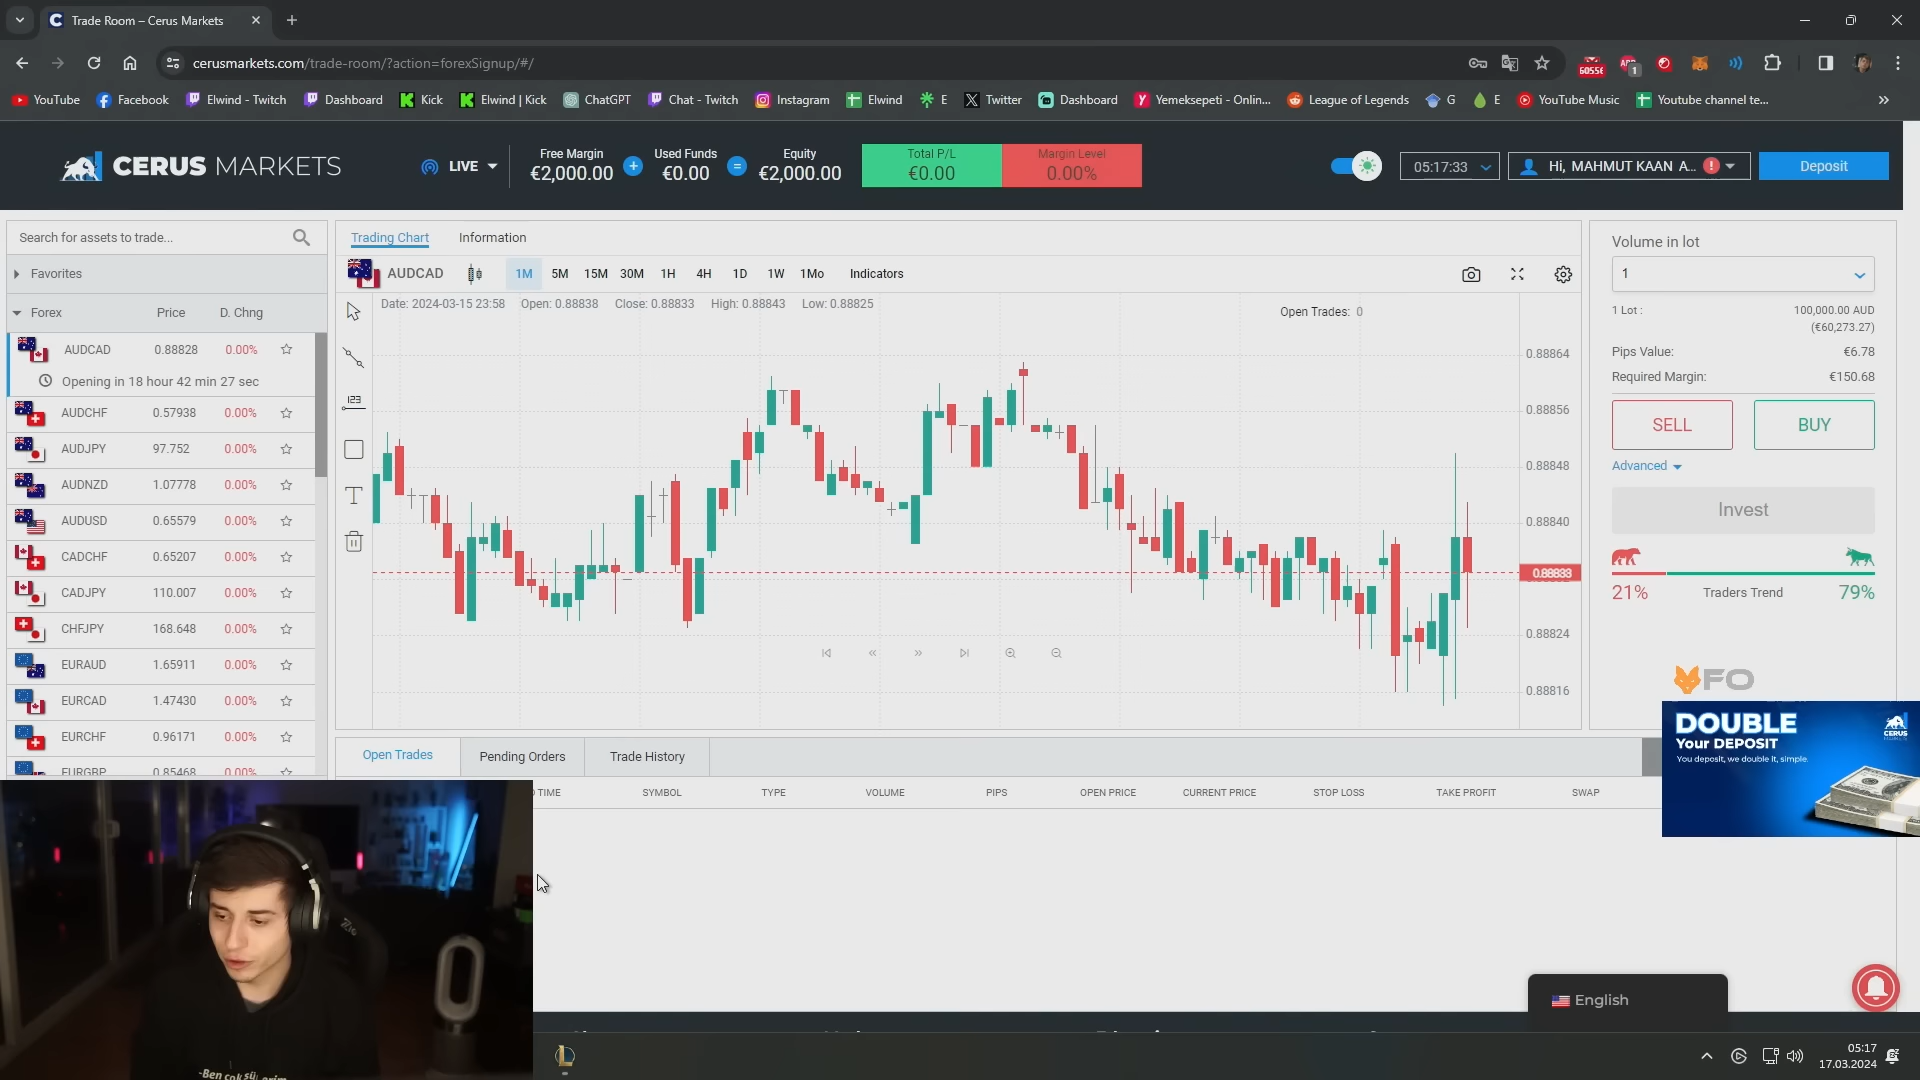 Trade Room – Cerus Markets
cerusmarkets.com/trade-room/?action=forexSignup/#/
YouTube
Facebook
Elwind - Twitch
Dashboard
Kick
Elwind | Kick
ChatGPT
Chat - Twitch
Instagram
Elwind
E
Twitter
Dashboard
Yemeksepeti - Onlin...
League of Legends
G
E
YouTube Music
Youtube channel te...
CERUS MARKETS
LIVE
Free Margin
€2,000.00
Used Funds
€0.00
Equity
€2,000.00
Total P/L
€0.00
Margin Level
0.00%
05:17:33
Hi, MAHMUT KAAN A...
Deposit
Search for assets to trade...
Favorites
Forex Price D. Chng
AUDCAD 0.88828 0.00%
Opening in 18 hour 42 min 27 sec
AUDCHF 0.57938 0.00%
AUDJPY 97.752 0.00%
AUDNZD 1.07778 0.00%
AUDUSD 0.65579 0.00%
CADCHF 0.65207 0.00%
CADJPY 110.007 0.00%
CHFJPY 168.648 0.00%
EURAUD 1.65911 0.00%
EURCAD 1.47430 0.00%
EURCHF 0.96171 0.00%
EURGBP 0.85468 0.00%
Trading Chart Information
AUDCAD 1M 5M 15M 30M 1H 4H 1D 1W 1Mo Indicators
Date: 2024-03-15 23:58 Open: 0.88838 Close: 0.88833 High: 0.88843 Low: 0.88825
Open Trades: 0
123
T
0.88864
0.88856
0.88848
0.88840
0.88833
0.88824
0.88816
Volume in lot
1
1 Lot : 100,000.00 AUD
(€60,273.27)
Pips Value: €6.78
Required Margin: €150.68
SELL BUY
Advanced
Invest
21% Traders Trend 79%
FO
DOUBLE
Your DEPOSIT
You deposit, we double it, simple.
CERUS
Open Trades Pending Orders Trade History
TIME SYMBOL TYPE VOLUME PIPS OPEN PRICE CURRENT PRICE STOP LOSS TAKE PROFIT SWAP
English
05:17
17.03.2024